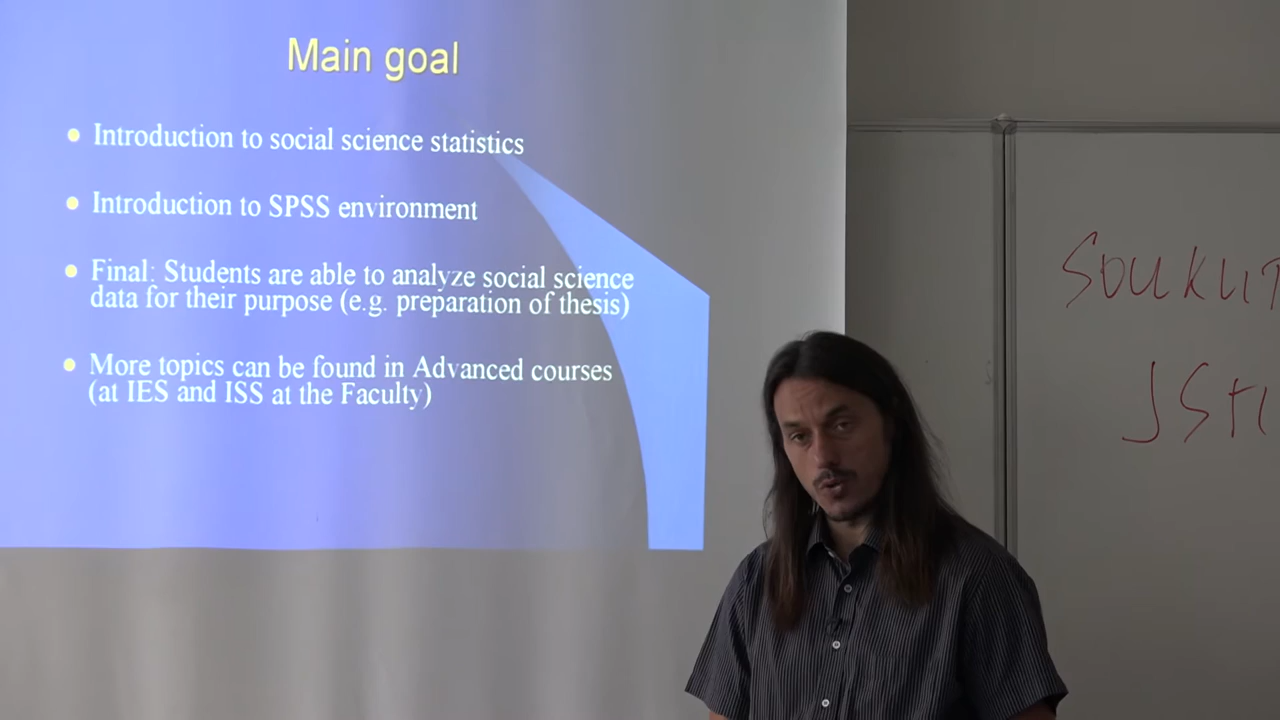 Main goal
Introduction to social science statistics
Introduction to SPSS environment
Final: Students are able to analyze social science
data for their purpose (e.g. preparation of thesis)
More topics can be found in Advanced courses
(at IES and ISS at the Faculty)